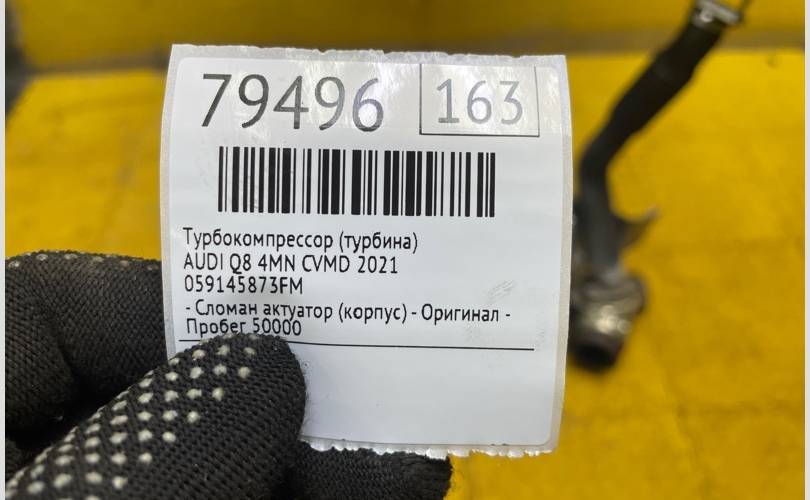 79496 163
Турбокомпрессор (турбина)
AUDI Q8 4MN CVMD 2021
059145873FM
- Сломан актуатор (корпус) - Оригинал -
Пробег 50000